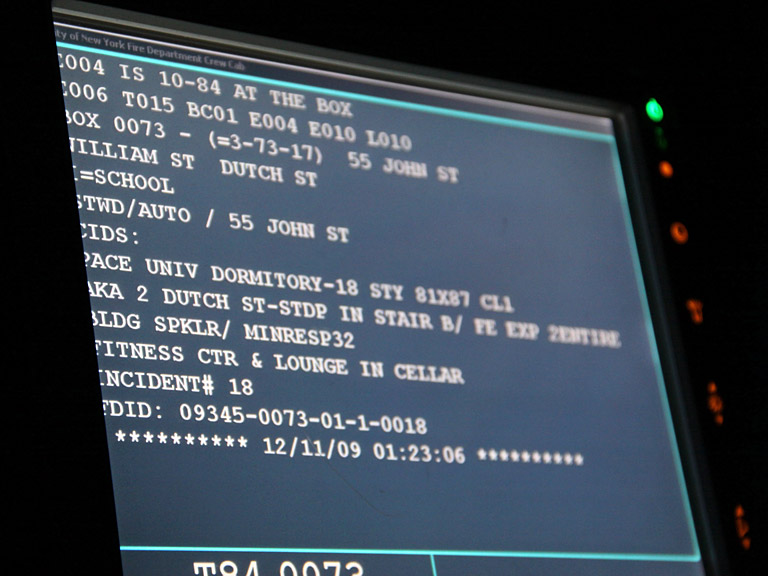 ty of New York Fire Department Crew Cab
E004 IS 10-84 AT THE BOX
E006 T015 BC01 E004 E010 L010
BOX 0073 - (=3-73-17) 55 JOHN ST
WILLIAM ST DUTCH ST
=SCHOOL
STWD/AUTO / 55 JOHN ST
CIDS:
PACE UNIV DORMITORY-18 STY 81X87 CL1
AKA 2 DUTCH ST-STDP IN STAIR B/ FE EXP 2ENTIRE
BLDG SPKLR/ MINRESP32
FITNESS CTR & LOUNGE IN CELLAR
INCIDENT# 18
FDID: 09345-0073-01-1-0018
********** 12/11/09 01:23:06 **********
T84 0073